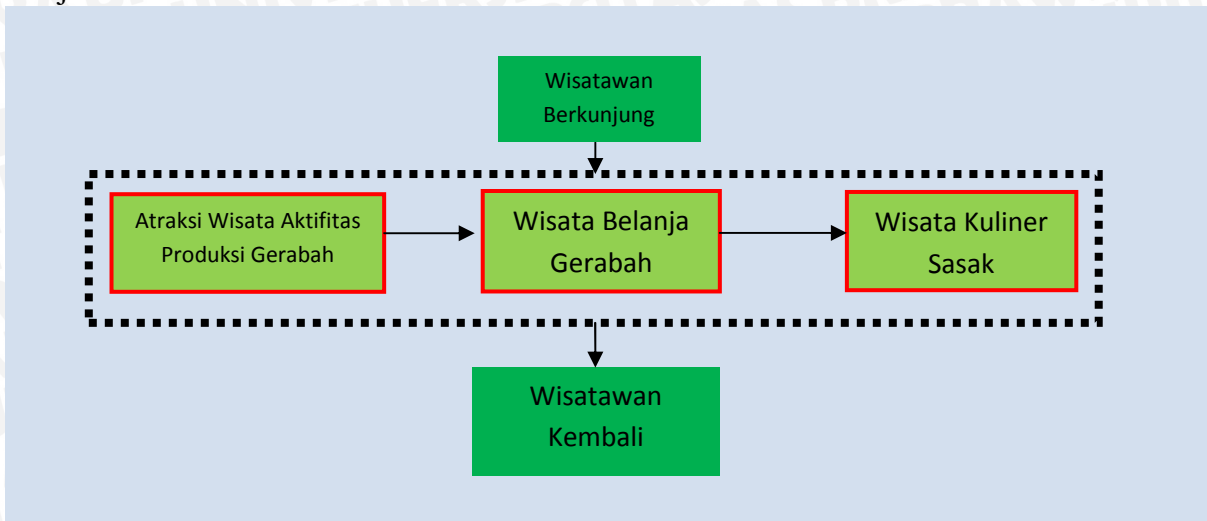 Wisatawan
Berkunjung
Atraksi Wisata Aktifitas
Produksi Gerabah
Wisata Belanja
Gerabah
Wisata Kuliner
Sasak
Wisatawan
Kembali